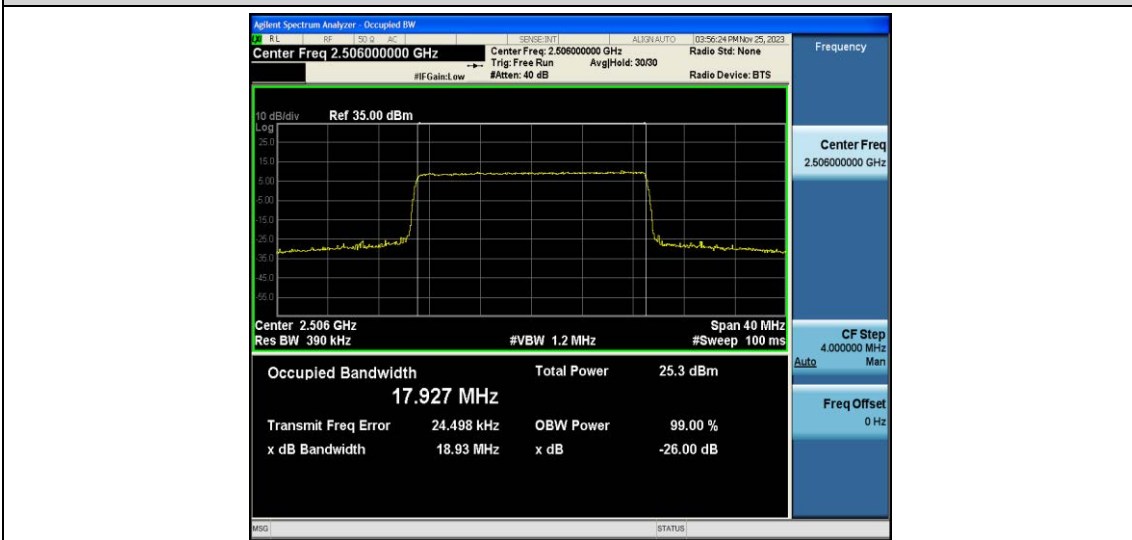 Agilent Spectrum Analyzer - Occupied BW
RL RF 50 Ω AC SENSE:INT ALIGN AUTO 03:56:24 PM Nov 25, 2023
Center Freq 2.506000000 GHz
Center Freq: 2.506000000 GHz
Radio Std: None
Trig: Free Run Avg|Hold: 30/30
#IFGain:Low #Atten: 40 dB Radio Device: BTS
Frequency
10 dB/div Ref 35.00 dBm
Log
25.0
15.0
5.00
-5.00
-15.0
-25.0
-35.0
-45.0
-55.0
Center 2.506 GHz Span 40 MHz
Res BW 390 kHz #VBW 1.2 MHz #Sweep 100 ms
Occupied Bandwidth Total Power 25.3 dBm
17.927 MHz
Transmit Freq Error 24.498 kHz OBW Power 99.00 %
x dB Bandwidth 18.93 MHz x dB -26.00 dB
Center Freq
2.506000000 GHz
CF Step
4.000000 MHz
Auto Man
Freq Offset
0 Hz
MSG STATUS